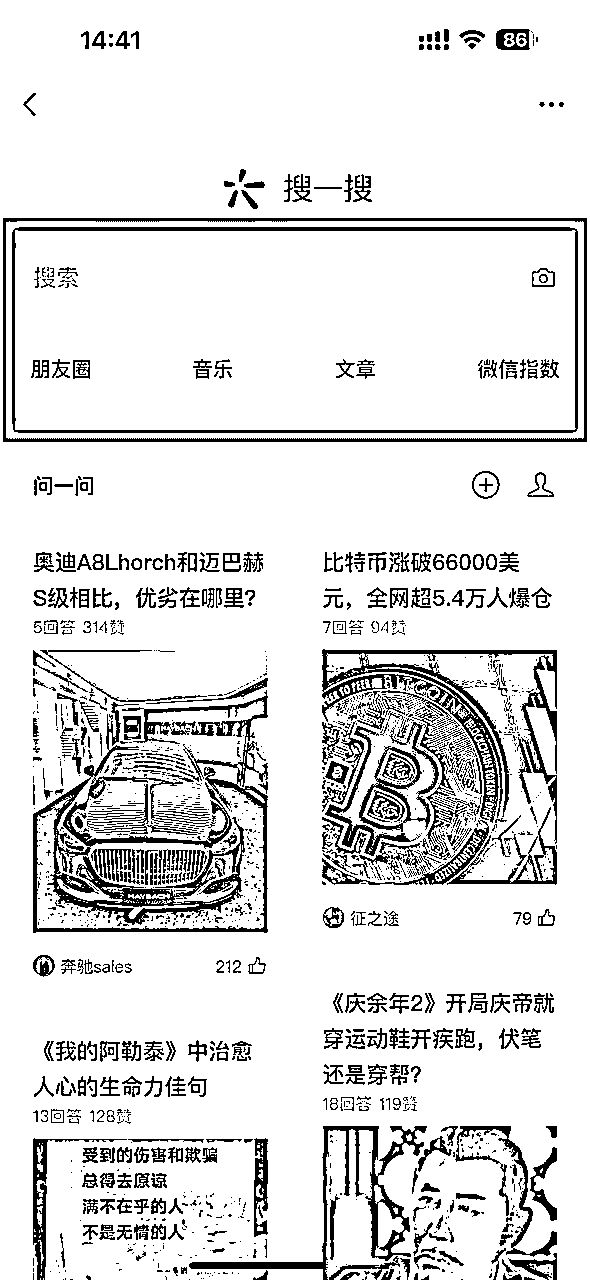 14:41
86
搜一搜
搜索
朋友圈 音乐 文章 微信指数
问一问
奥迪A8Lhorch和迈巴赫
S级相比，优劣在哪里？
5回答 314赞
奔驰sales 212
比特币涨破66000美
元，全网超5.4万人爆仓
7回答 94赞
BITCOIN
征之途 79
《我的阿勒泰》中治愈
人心的生命力佳句
13回答 128赞
受到的伤害和欺骗
总得去原谅
满不在乎的人
不是无情的人
《庆余年2》开局庆帝就
穿运动鞋开疾跑，伏笔
还是穿帮？
18回答 119赞